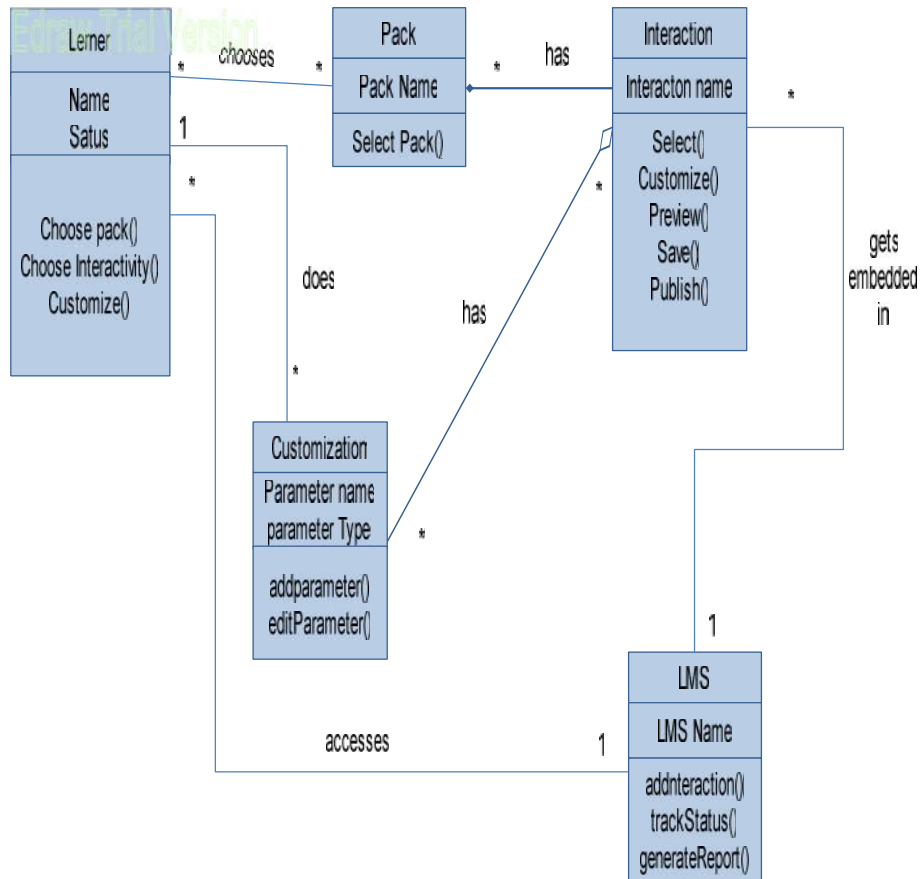 Edraw Trial Version
Lerner
Name
Satus
Choose pack()
Choose Interactivity()
Customize()
* chooses *
Pack
Pack Name
Select Pack()
* has
Interaction
Interacton name
Select()
Customize()
Preview()
Save()
Publish()
*
gets
embedded
in
1
1
does
*
*
has
*
Customization
Parameter name
parameter Type
addparameter()
editParameter()
*
accesses
1
LMS
LMS Name
addnteraction()
trackStatus()
generateReport()